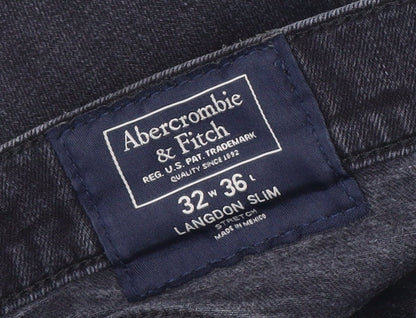 Abercrombie
& Fitch
REG. U.S. PAT. TRADEMARK
QUALITY SINCE 1892
32 W 36 L
LANGDON SLIM
STRETCH
MADE IN MEXICO